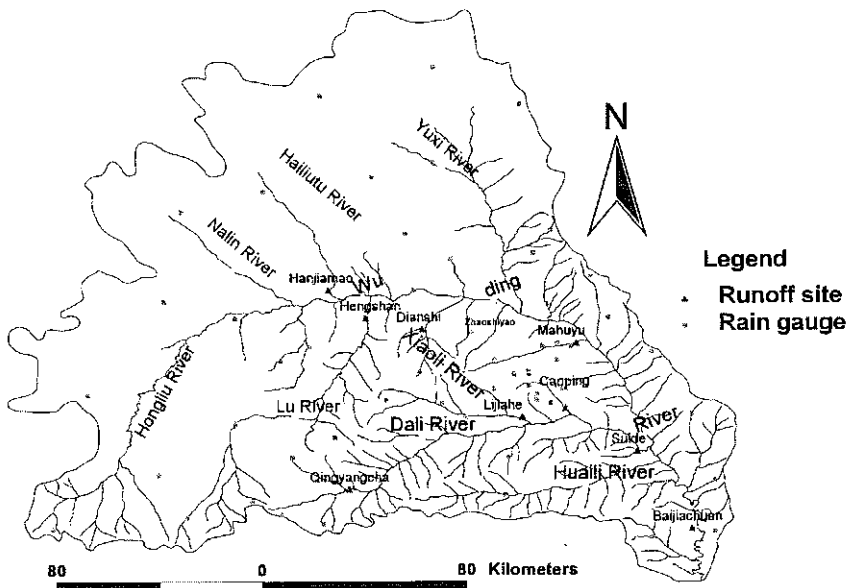 Yuxi River
N
Hailiutu River
Nalin River
Legend
Hanjiamao
Wu
ding
Runoff site
Hengshan
Dianshi
Zhaoshiyao
Mahuyu
Rain gauge
Xiaoli River
Hongliu River
Caoping
Lu River
Lijiahe
Dali River
River
Suide
Huaili River
Qingyangcha
Baijiachuan
80 0 80 Kilometers